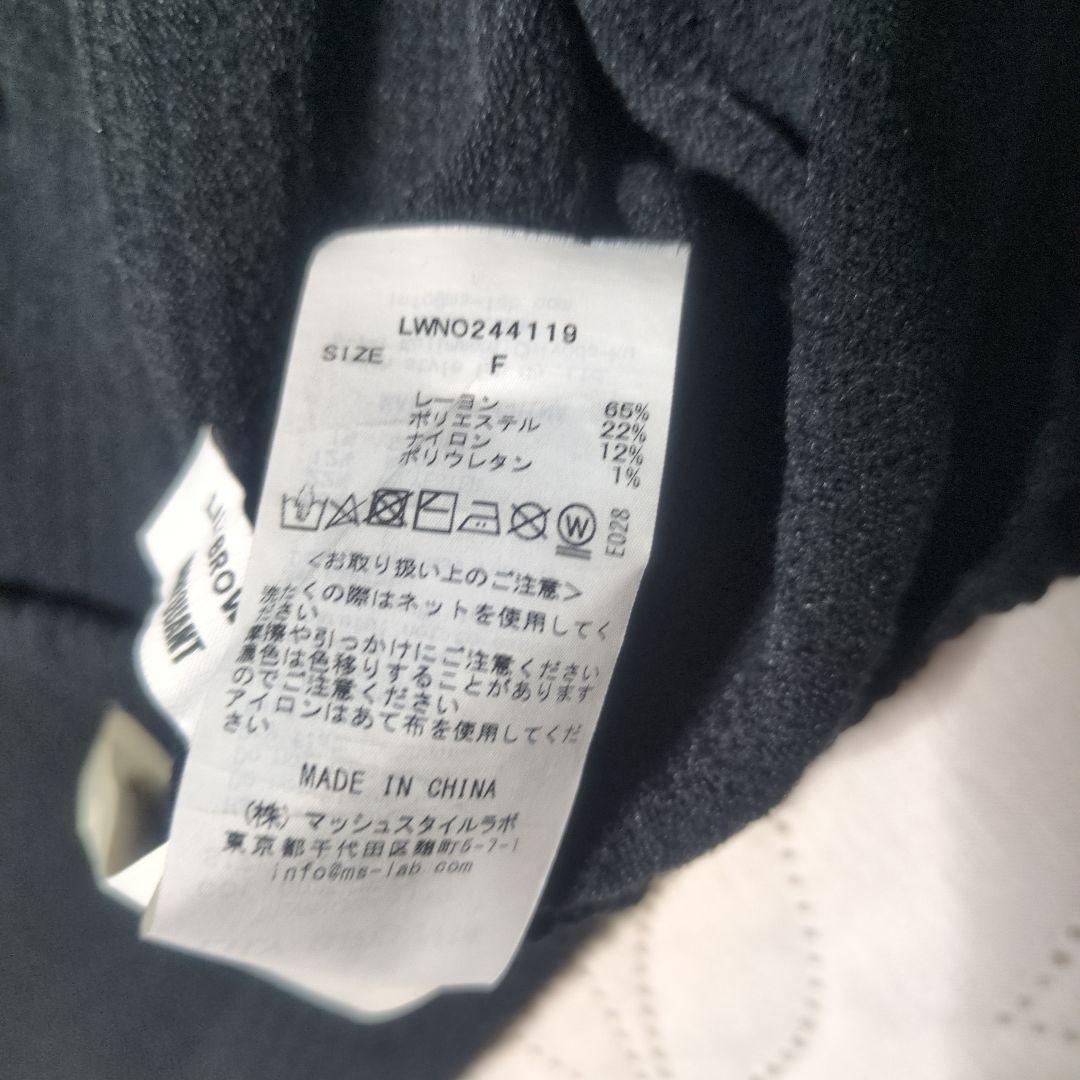 LWNO244119
SIZE F
レーヨン 65%
ポリエステル 22%
ナイロン 12%
ポリウレタン 1%
W
E028
<お取り扱い上のご注意>
洗たくの際はネットを使用してく
ださい
摩擦や引っかけにご注意ください
濃色は色移りすることがあります
のでご注意ください
アイロンはあて布を使用してくだ
さい
MADE IN CHINA
(株) マッシュスタイルラボ
東京都千代田区麹町5-7-1
info@ms-lab.com
BROW